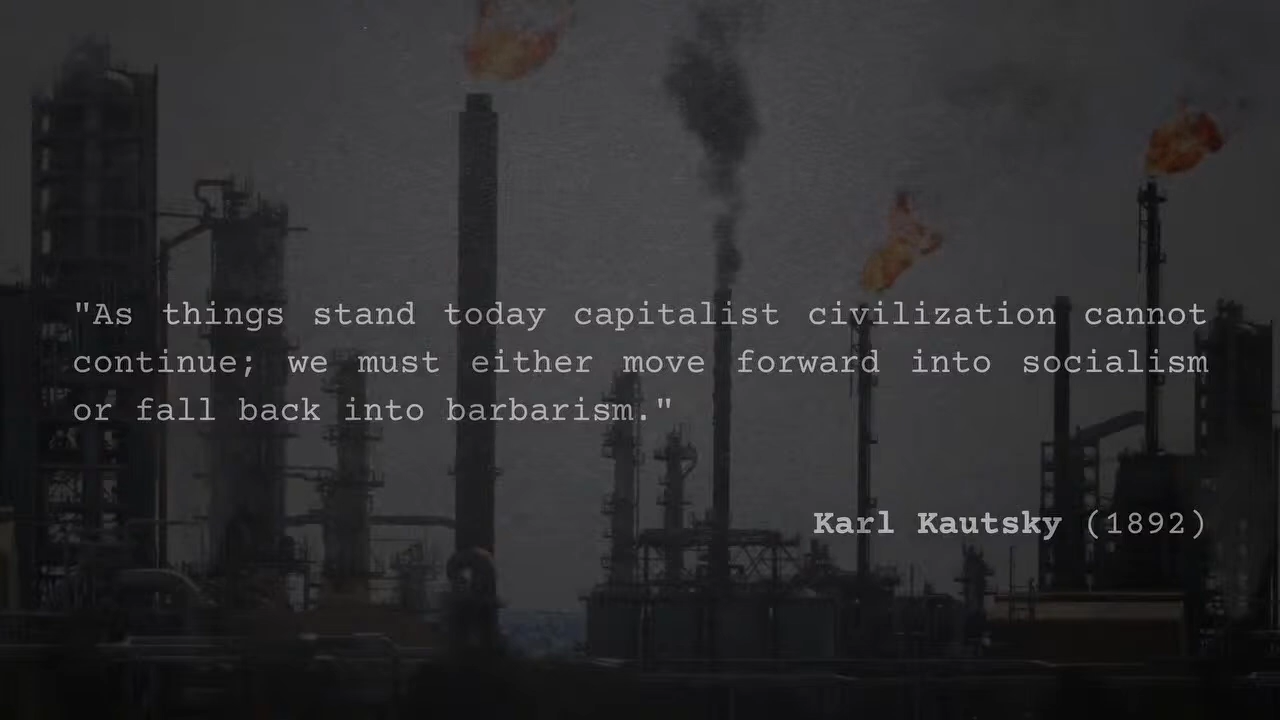 "As things stand today capitalist civilization cannot
continue; we must either move forward into socialism
or fall back into barbarism."
Karl Kautsky (1892)